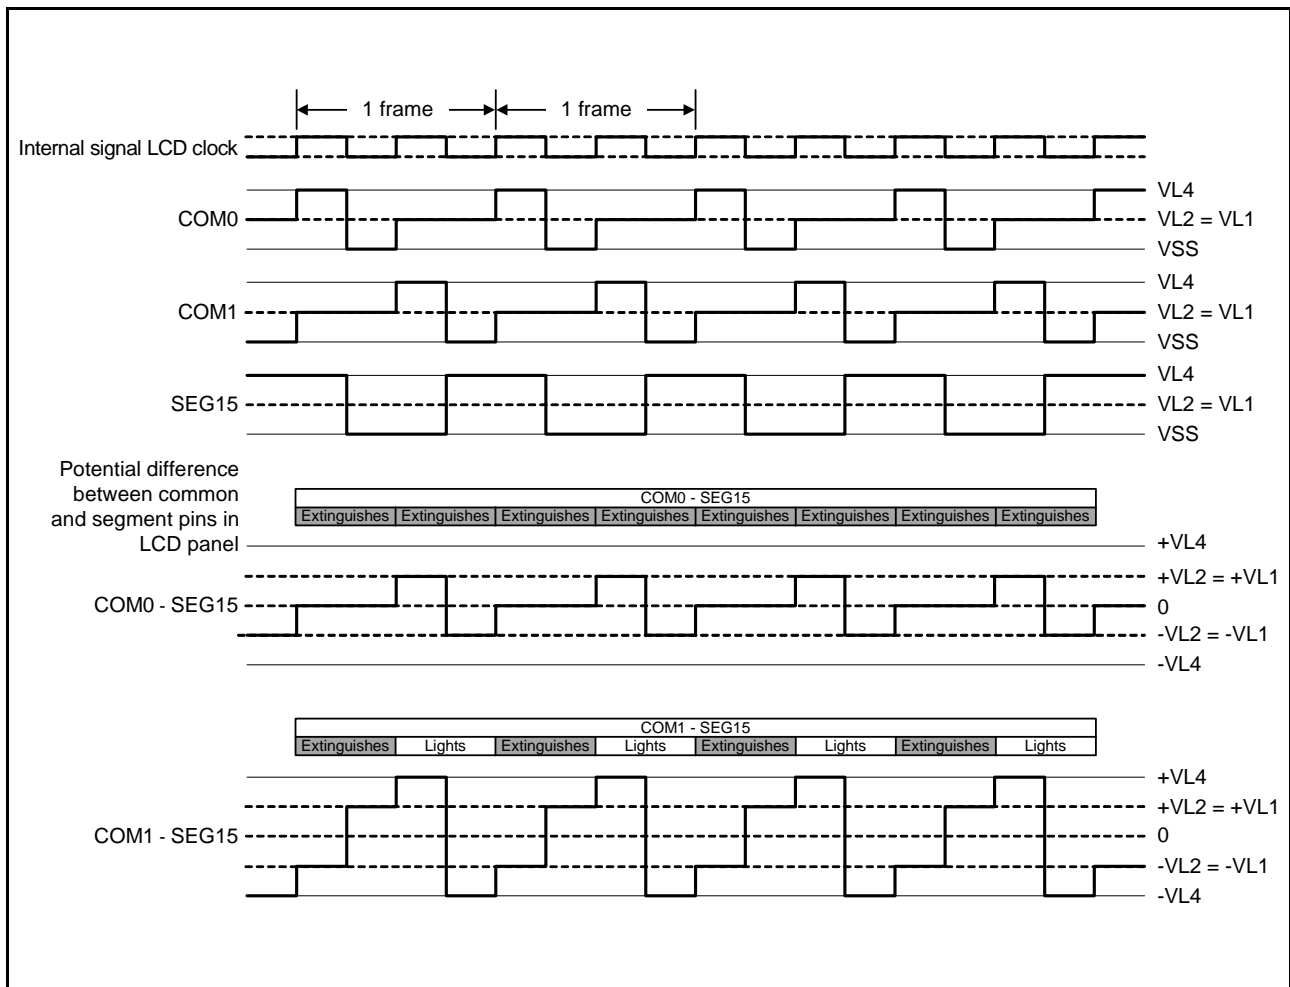 1 frame 1 frame
Internal signal LCD clock
COM0
VL4
VL2 = VL1
VSS
COM1
VL4
VL2 = VL1
VSS
SEG15
VL4
VL2 = VL1
VSS
Potential difference
between common
and segment pins in
LCD panel
COM0 - SEG15
Extinguishes Extinguishes Extinguishes Extinguishes Extinguishes Extinguishes Extinguishes Extinguishes
COM0 - SEG15
+VL4
+VL2 = +VL1
0
-VL2 = -VL1
-VL4
COM1 - SEG15
Extinguishes Lights Extinguishes Lights Extinguishes Lights Extinguishes Lights
COM1 - SEG15
+VL4
+VL2 = +VL1
0
-VL2 = -VL1
-VL4